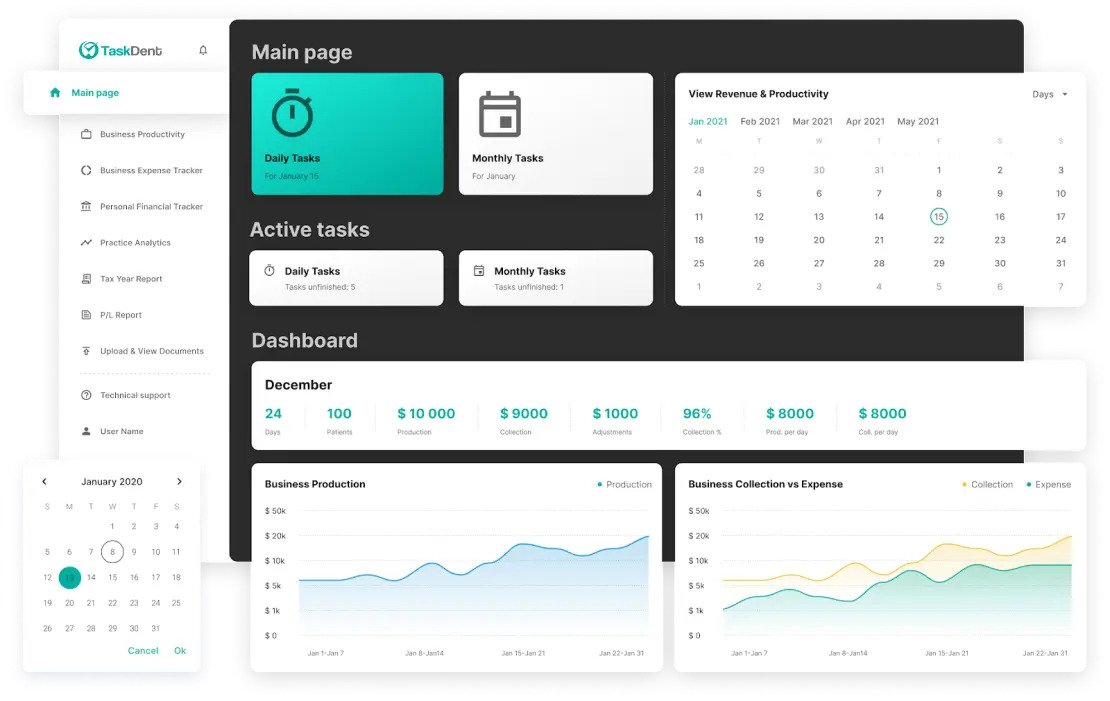 TaskDent
Main page
Business Productivity
Business Expense Tracker
Personal Financial Tracker
Practice Analytics
Tax Year Report
P/L Report
Upload & View Documents
Technical support
User Name
January 2020
S M T W T F S
1 2 3 4
5 6 7 8 9 10 11
12 13 14 15 16 17 18
19 20 21 22 23 24 25
26 27 28 29 30 31
Cancel Ok
Main page
Daily Tasks
For January 15
Monthly Tasks
For January
View Revenue & Productivity Days
Jan 2021 Feb 2021 Mar 2021 Apr 2021 May 2021
M T W T F S S
28 29 30 31 1 2 3
4 5 6 7 8 9 10
11 12 13 14 15 16 17
18 19 20 21 22 23 24
25 26 27 28 29 30 31
1 2 3 4 5 6 7
Active tasks
Daily Tasks
Tasks unfinished: 5
Monthly Tasks
Tasks unfinished: 1
Dashboard
December
24 100 $ 10 000 $ 9000 $ 1000 96% $ 8000 $ 8000
Days Patients Production Collection Adjustments Collection % Prod. per day Coll. per day
Business Production Production
$ 50k
$ 20k
$ 10k
$ 5k
$ 1k
$ 0
Jan 1-Jan 7 Jan 8-Jan14 Jan 15-Jan 21 Jan 22-Jan 31
Business Collection vs Expense Collection Expense
$ 50k
$ 20k
$ 10k
$ 5k
$ 1k
$ 0
Jan 1-Jan 7 Jan 8-Jan14 Jan 15-Jan 21 Jan 22-Jan 31